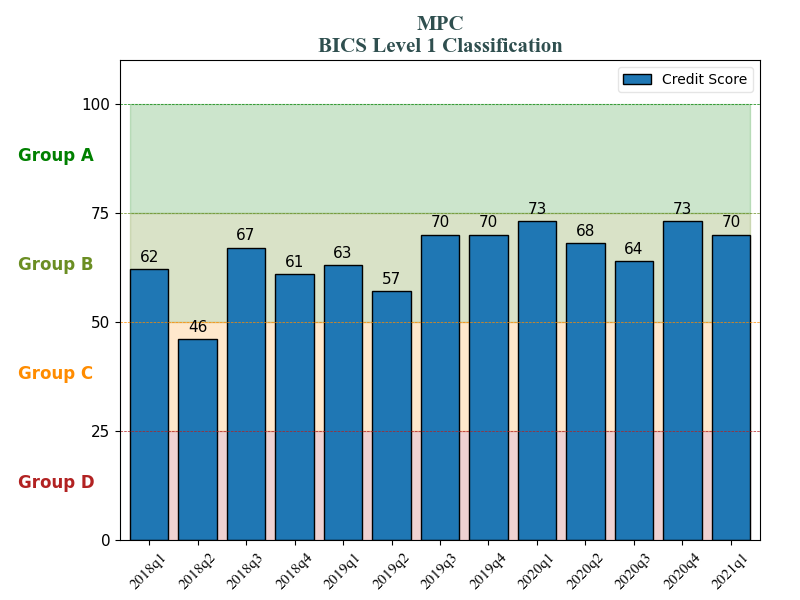 MPC
BICS Level 1 Classification
Credit Score
100
Group A
75
73
73
70
70
70
67
68
Group B
62
61
63
64
57
50
46
Group C
25
Group D
0
2018q1 2018q2 2018q3 2018q4 2019q1 2019q2 2019q3 2019q4 2020q1 2020q2 2020q3 2020q4 2021q1